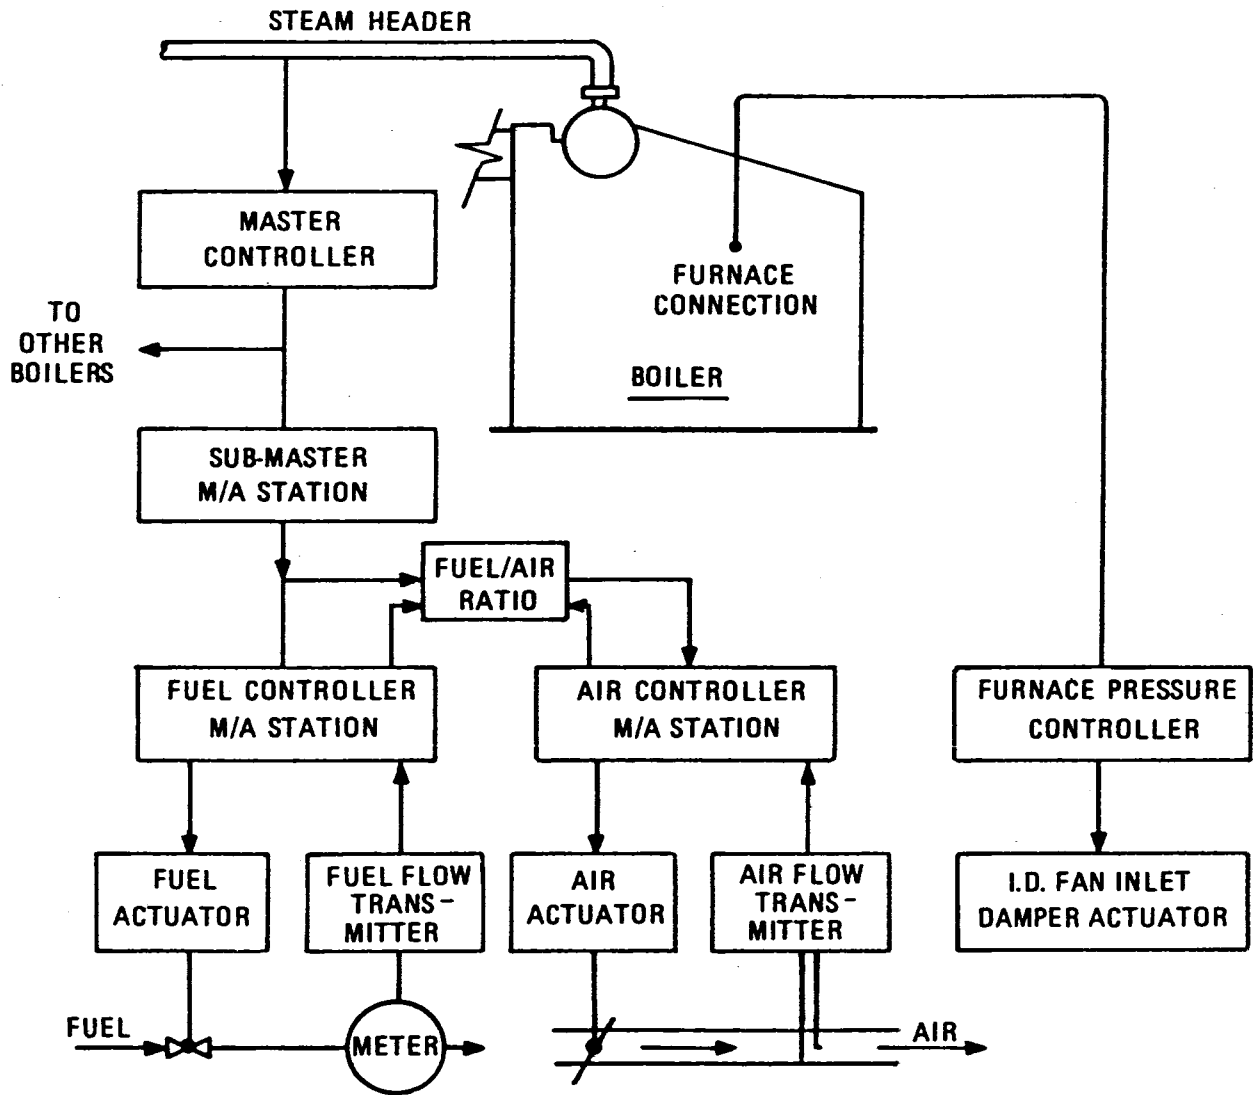 STEAM HEADER
MASTER
CONTROLLER
TO
OTHER
BOILERS
FURNACE
CONNECTION
BOILER
SUB-MASTER
M/A STATION
FUEL/AIR
RATIO
FUEL CONTROLLER
M/A STATION
AIR CONTROLLER
M/A STATION
FURNACE PRESSURE
CONTROLLER
FUEL
ACTUATOR
FUEL FLOW
TRANS-
MITTER
AIR
ACTUATOR
AIR FLOW
TRANS-
MITTER
I.D. FAN INLET
DAMPER ACTUATOR
FUEL
METER
AIR